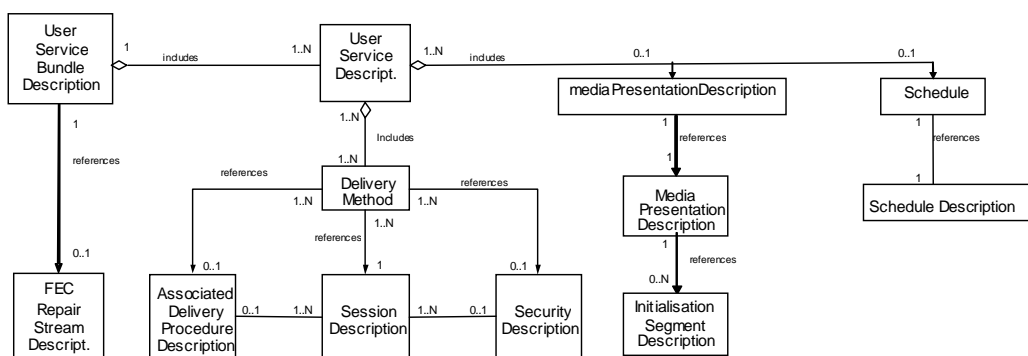 User
Service
Bundle
Description
1
includes
1..N
User
Service
Descript.
1..N
includes
0..1
0..1
mediaPresentationDescription
Schedule
1
references
0..1
FEC
Repair
Stream
Descript.
1..N
Includes
1..N
Delivery
Method
references
1..N
0..1
references
1..N
1
references
1..N
0..1
Associated
Delivery
Procedure
Description
0..1
1..N
Session
Description
1..N
0..1
Security
Description
1
references
1
Media
Presentation
Description
1
references
0..N
Initialisation
Segment
Description
1
references
1
Schedule Description